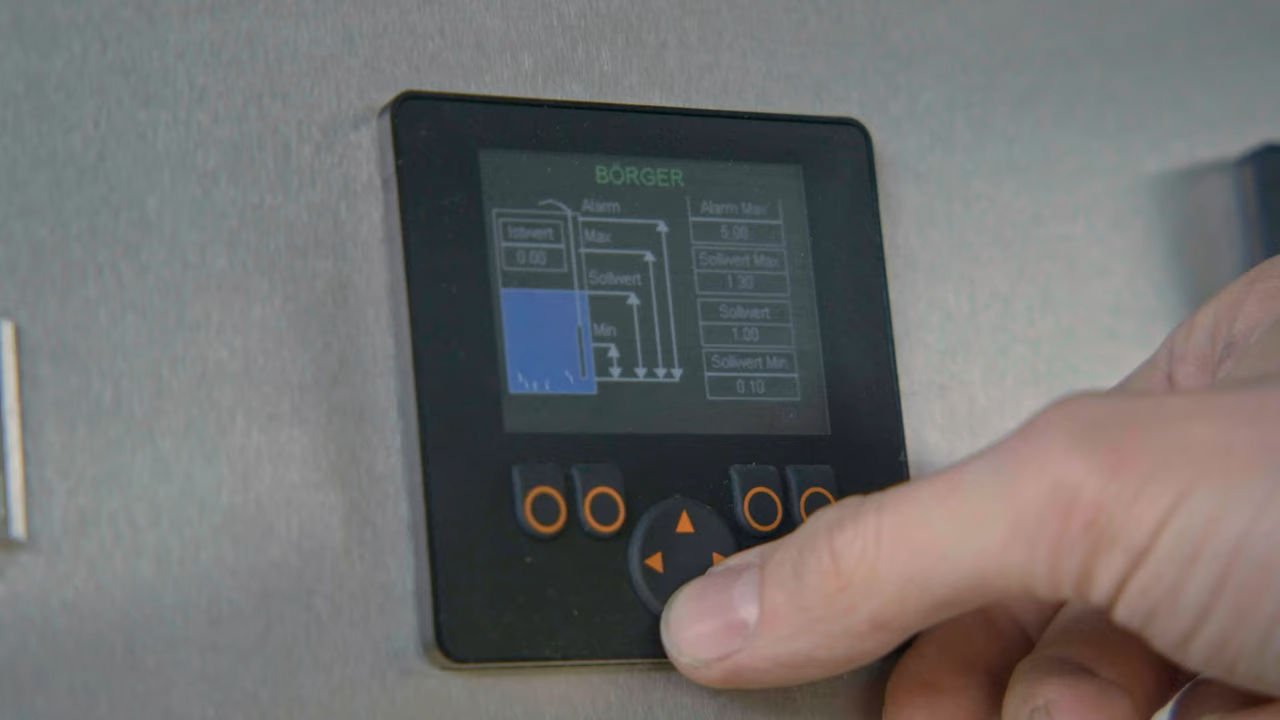 BÖRGER
Istwert
0.00
Alarm
Max
Sollwert
Min
Alarm Max
5.00
Sollwert Max
1.30
Sollwert
1.00
Sollwert Min
0.10